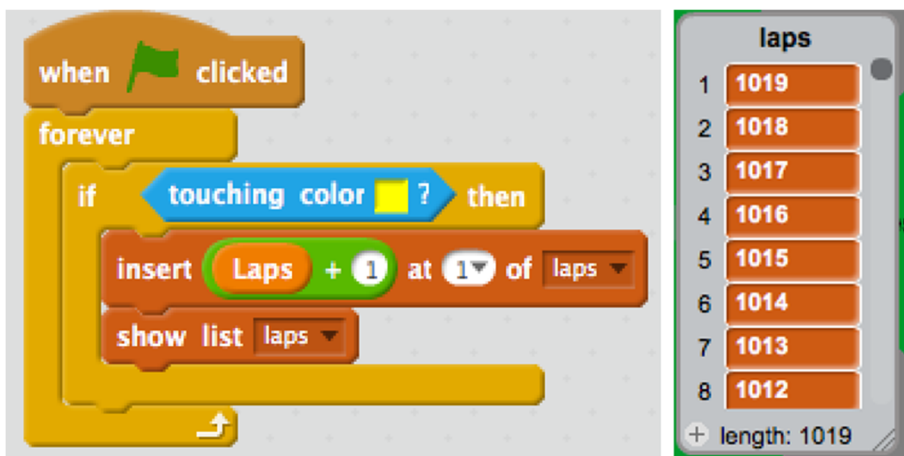 when clicked
forever
if touching color ? then
insert Laps + 1 at 1 of laps
show list laps
laps
1 1019
2 1018
3 1017
4 1016
5 1015
6 1014
7 1013
8 1012
+ length: 1019